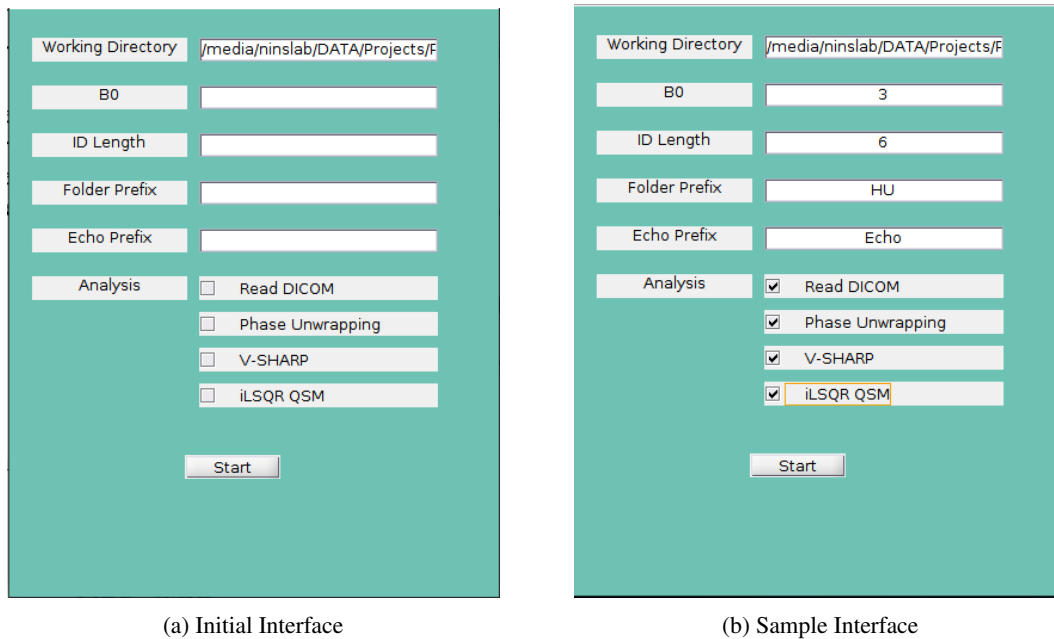 Working Directory /media/ninslab/DATA/Projects/F
B0
ID Length
Folder Prefix
Echo Prefix
Analysis Read DICOM
Phase Unwrapping
V-SHARP
iLSQR QSM
Start
(a) Initial Interface
Working Directory /media/ninslab/DATA/Projects/F
B0 3
ID Length 6
Folder Prefix HU
Echo Prefix Echo
Analysis Read DICOM
Phase Unwrapping
V-SHARP
iLSQR QSM
Start
(b) Sample Interface